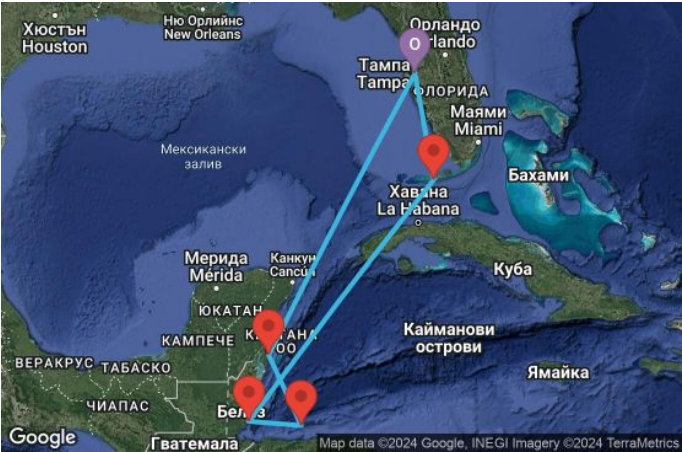 Хюстън
Houston
Ню Орлийнс
New Orleans
Орландо
rlando
O
Тампа
Tampa
ФЛОРИДА
Маями
Miami
Мексикански
залив
Бахами
Хавана
La Habana
Мерида
Mérida
Канкун
Cancún
Куба
ЮКАТАН
КАМПЕЧЕ
ВЕРАКРУС
ТАБАСКО
Кайманови
острови
Ямайка
ЧИАПАС
Гватемала
Google
Map data ©2024 Google, INEGI Imagery ©2024 TerraMetrics